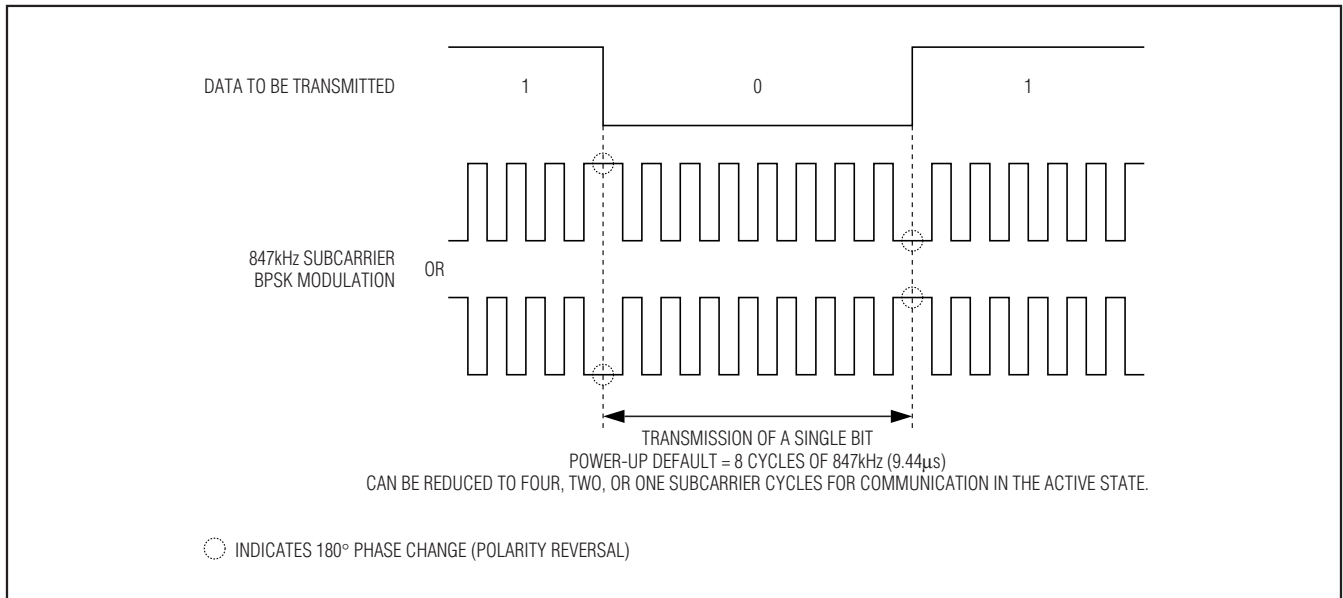 DATA TO BE TRANSMITTED
1
0
1
847kHz SUBCARRIER
BPSK MODULATION
OR
TRANSMISSION OF A SINGLE BIT
POWER-UP DEFAULT = 8 CYCLES OF 847kHz (9.44μs)
CAN BE REDUCED TO FOUR, TWO, OR ONE SUBCARRIER CYCLES FOR COMMUNICATION IN THE ACTIVE STATE.
INDICATES 180° PHASE CHANGE (POLARITY REVERSAL)